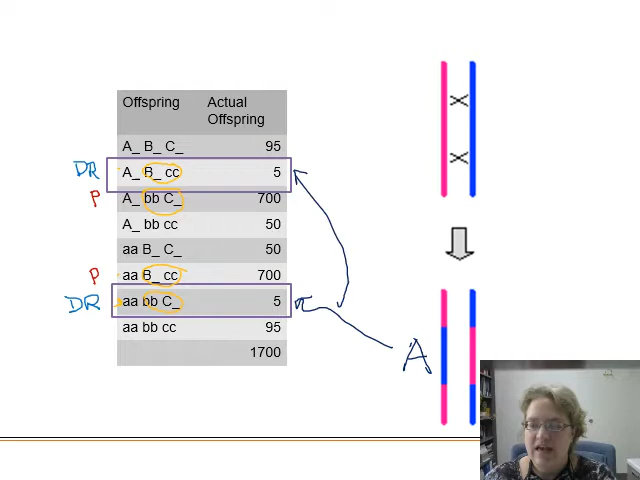 Offspring Actual Offspring
A_ B_ C_ 95
DR A_ B_ cc 5
P A_ bb C_ 700
A_ bb cc 50
aa B_ C_ 50
P aa B_ cc 700
DR aa bb C_ 5
aa bb cc 95
1700
A